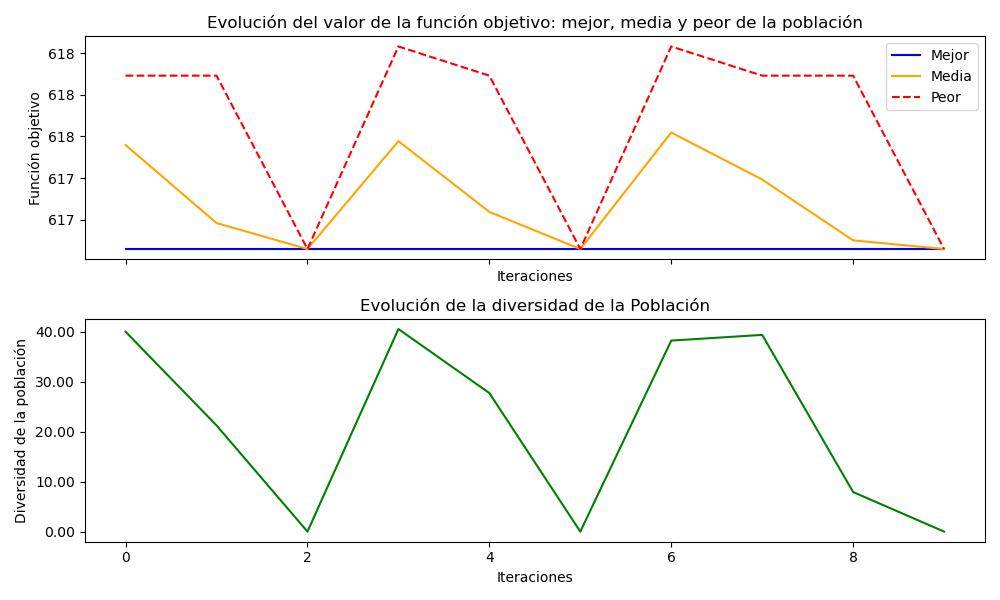 Evolución del valor de la función objetivo: mejor, media y peor de la población
618
618
618
617
617
Función objetivo
Mejor
Media
Peor
Iteraciones
Evolución de la diversidad de la Población
40.00
30.00
20.00
10.00
0.00
Diversidad de la población
0 2 4 6 8
Iteraciones